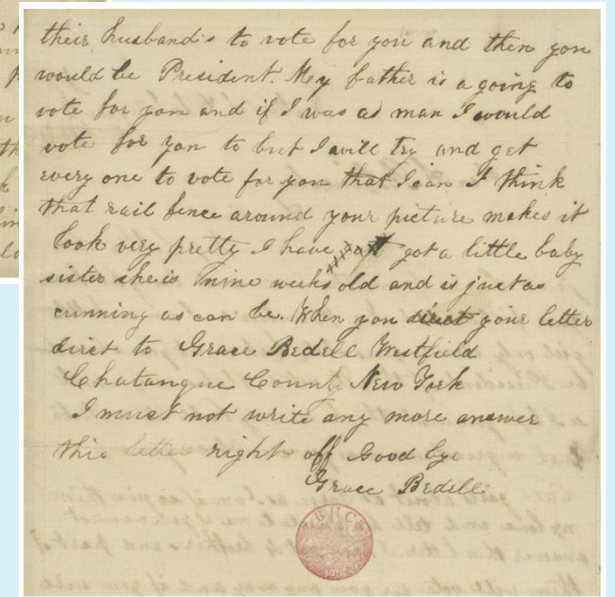 their husband's to vote for you and then you
would be President. My father is a going to
vote for you and if I was as man I would
vote for you to but I will try and get
every one to vote for you that I can I think
that rail fence around your picture makes it
look very pretty I have got a little baby
sister she is nine weeks old and is just as
cunning as can be. When you direct your letter
direct to Grace Bedell Westfield
Chatauque County New York
I must not write any more answer
this letter right off Good bye
Grace Bedell